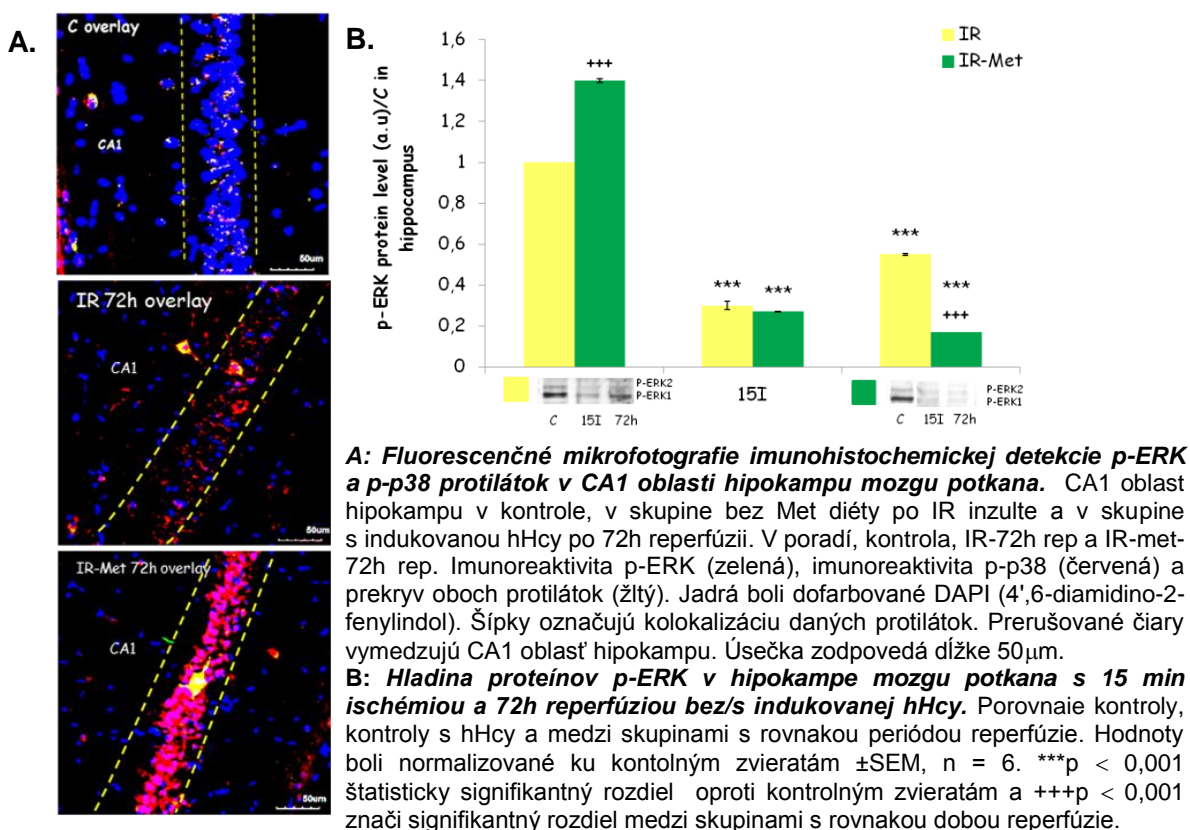 A.
C overlay
CA1
50um
IR 72h overlay
CA1
50um
IR-Met 72h overlay
CA1
50um
B.
p-ERK protein level (a.u)/C in
hippocampus
1,6
1,4
1,2
1
0,8
0,6
0,4
0,2
0
IR
IR-Met
+++
***
***
***
***
+++
P-ERK2
P-ERK1
C 15I 72h
15I
P-ERK2
P-ERK1
C 15I 72h
A: Fluorescenčné mikrofotografie imunohistochemickej detekcie p-ERK
a p-p38 protilátok v CA1 oblasti hipokampu mozgu potkana. CA1 oblast
hipokampu v kontrole, v skupine bez Met diéty po IR inzulte a v skupine
s indukovanou hHcy po 72h reperfúzii. V poradí, kontrola, IR-72h rep a IR-met-
72h rep. Imunoreaktivita p-ERK (zelená), imunoreaktivita p-p38 (červená) a
prekryv oboch protilátok (žltý). Jadrá boli dofarbované DAPI (4',6-diamidino-2-
fenylindol). Šípky označujú kolokalizáciu daných protilátok. Prerušované čiary
vymedzujú CA1 oblasť hipokampu. Úsečka zodpovedá dĺžke 50μm.
B: Hladina proteínov p-ERK v hipokampe mozgu potkana s 15 min
ischémiou a 72h reperfúziou bez/s indukovanej hHcy. Porovnaie kontroly,
kontroly s hHcy a medzi skupinami s rovnakou periódou reperfúzie. Hodnoty
boli normalizované ku kontolným zvieratám ±SEM, n = 6. ***p < 0,001
štatisticky signifikantný rozdiel oproti kontrolným zvieratám a +++p < 0,001
znači signifikantný rozdiel medzi skupinami s rovnakou dobou reperfúzie.